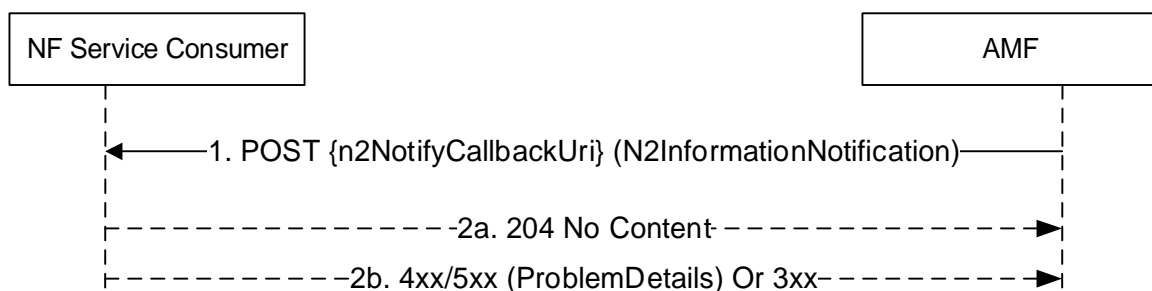 NF Service Consumer
AMF
1. POST {n2NotifyCallbackUri} (N2InformationNotification)
2a. 204 No Content
2b. 4xx/5xx (ProblemDetails) Or 3xx